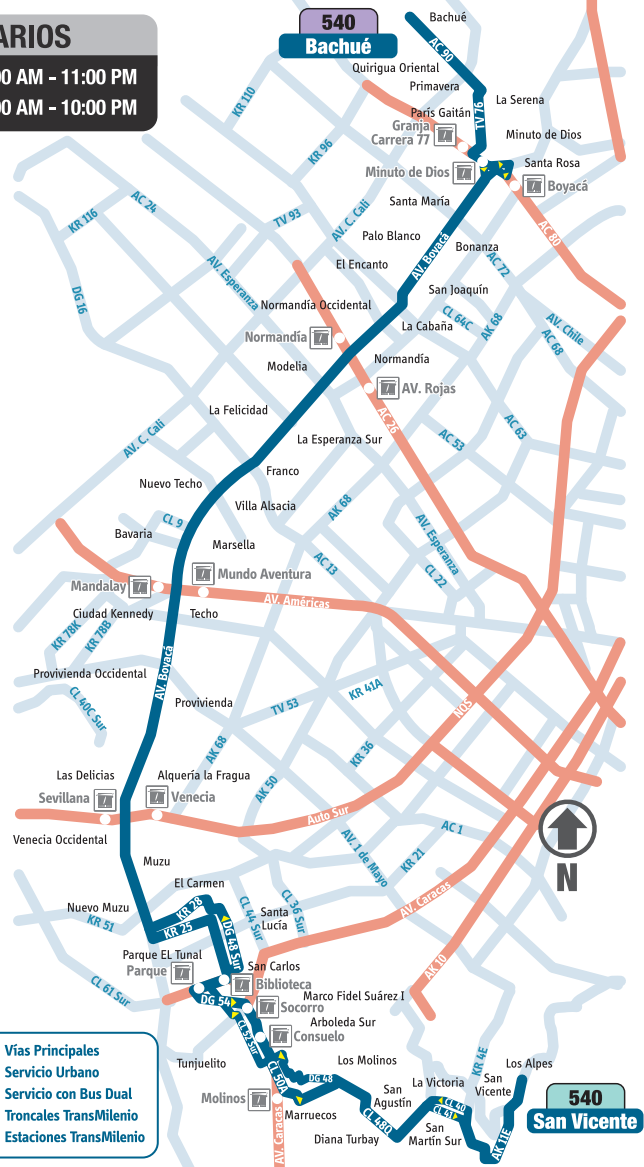 ARIOS
00 AM - 11:00 PM
00 AM - 10:00 PM
540
Bachué
Bachué
AC 90
Quirigua Oriental
Primavera
KR 110
La Serena
TV 76
París Gaitán
Granja
Carrera 77
Minuto de Dios
KR 96
Minuto de Dios
Santa Rosa
Boyacá
AC 24
Santa María
KR 116
TV 93
AV. C. Cali
AC 80
Palo Blanco
AV. Boyacá
Bonanza
AC 72
El Encanto
AV. Esperanza
DG 16
San Joaquín
Normandía Occidental
CL 64C
AK 68
AV. Chile
AC 68
La Cabaña
Normandía
Normandía
Modelia
AV. Rojas
La Felicidad
AC 26
AC 63
AV. C. Cali
La Esperanza Sur
AC 53
Franco
Nuevo Techo
Villa Alsacia
AK 68
CL 9
Bavaria
AV. Esperanza
Marsella
AC 13
CL 22
Mundo Aventura
Mandalay
AV. Américas
Ciudad Kennedy
Techo
KR 78K
KR 78B
AV. Boyacá
Provivienda Occidental
KR 41A
CL 40C Sur
Provivienda
TV 53
NQS
AK 68
KR 36
Las Delicias
Alquería la Fragua
AK 50
Sevillana
Venecia
Auto Sur
AC 1
Venecia Occidental
AV. 1 de Mayo
Muzu
KR 21
N
El Carmen
CL 44 Sur
CL 36 Sur
AV. Caracas
KR 28
Nuevo Muzu
KR 51
KR 25
DG 48 Sur
Santa
Lucía
Parque EL Tunal
Parque
San Carlos
AK 10
Biblioteca
CL 61 Sur
DG 54
Marco Fidel Suárez I
Socorro
Arboleda Sur
CL 52 Sur
Consuelo
Vías Principales
Servicio Urbano
Servicio con Bus Dual
Troncales TransMilenio
Estaciones TransMilenio
Tunjuelito
Los Molinos
KR 4E
Los Alpes
CL 50A
DG 48
La Victoria
San
Vicente
San
Agustín
Molinos
CL 40
CL 41
Marruecos
CL 48Q
San
Martín Sur
Diana Turbay
AV. Caracas
AK 11E
540
San Vicente